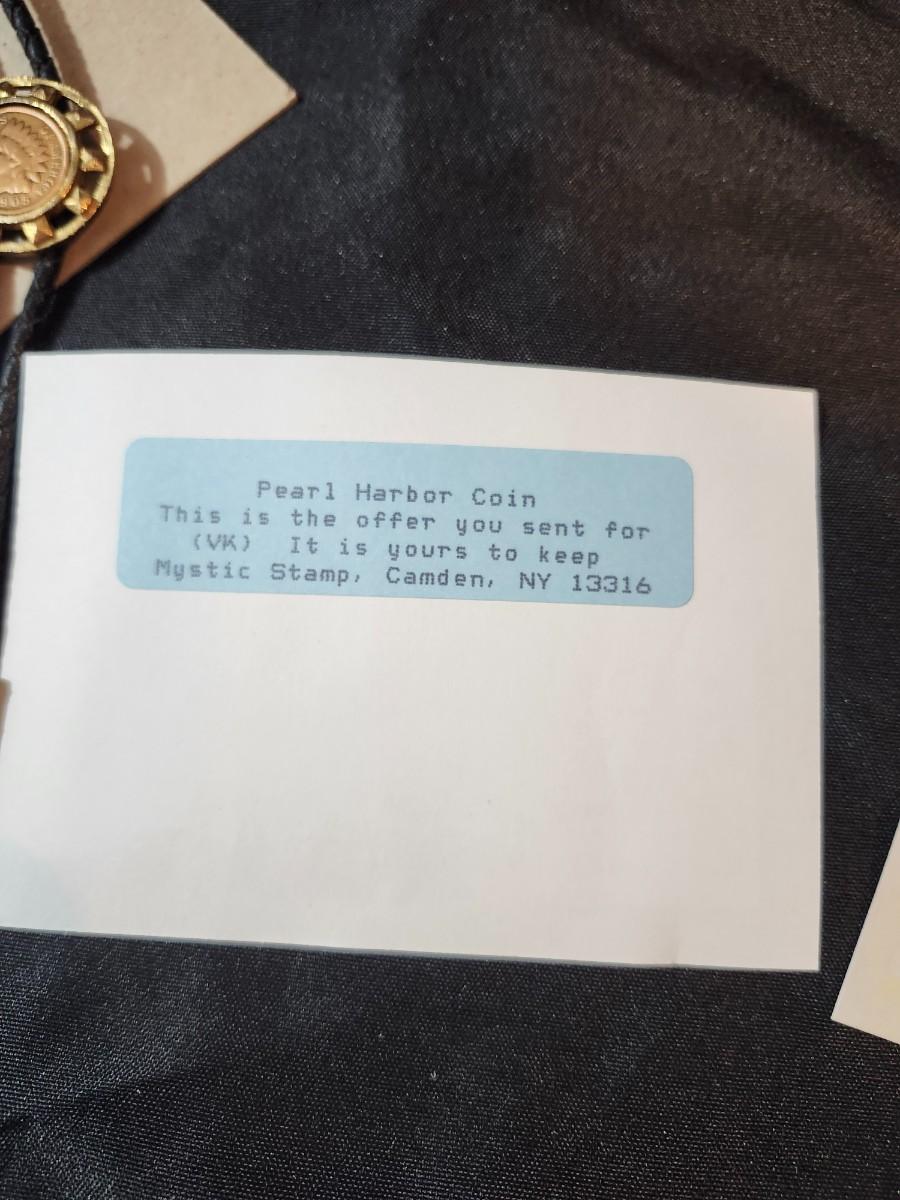 Pearl Harbor Coin
This is the offer you sent for
(VK) It is yours to keep
Mystic Stamp, Camden, NY 13316